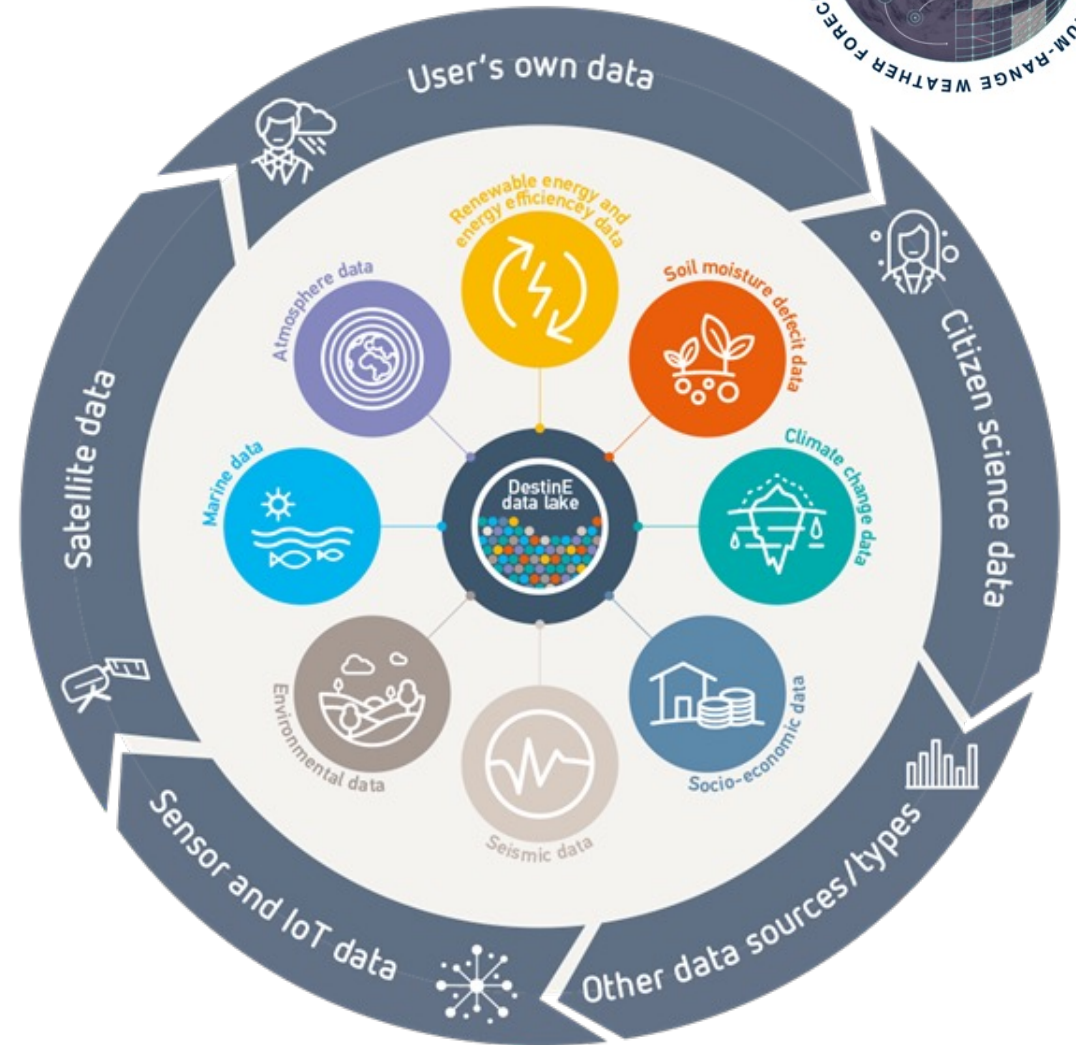 UM-RANGE WEATHER FOREC
User's own data
Citizen science data
Other data sources/types
Sensor and IoT data
Satellite data
Renewable energy and
energy efficiencey data
Soil moisture defecit data
Climate change data
Socio-economic data
Seismic data
Environmental data
Marine data
Atmosphere data
DestinE
data lake